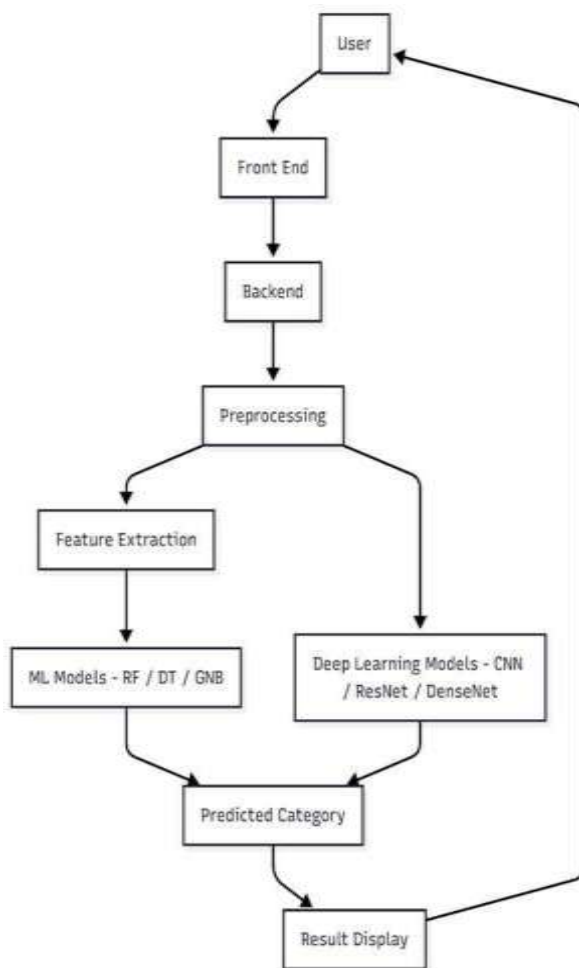 User
Front End
Backend
Preprocessing
Feature Extraction
ML Models - RF / DT / GNB
Deep Learning Models - CNN
/ ResNet / DenseNet
Predicted Category
Result Display